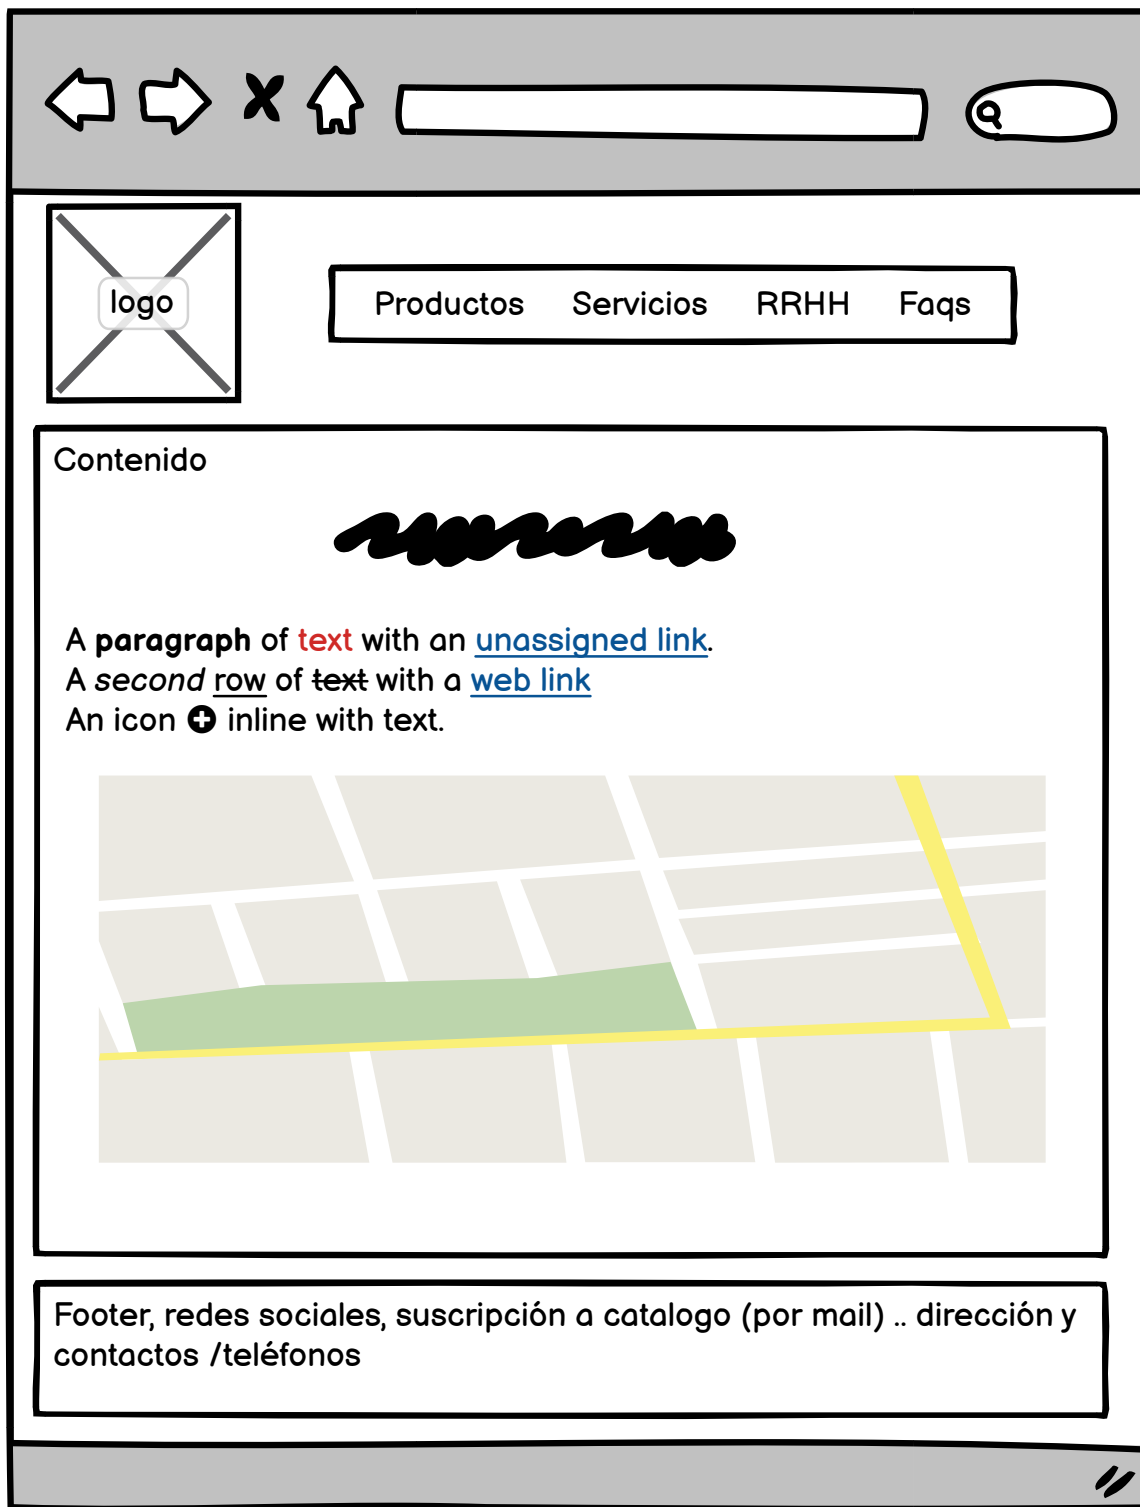 logo
Productos Servicios RRHH Faqs
Contenido
A paragraph of text with an unassigned link.
A second row of text with a web link
An icon inline with text.
Footer, redes sociales, suscripción a catalogo (por mail) .. dirección y
contactos /teléfonos